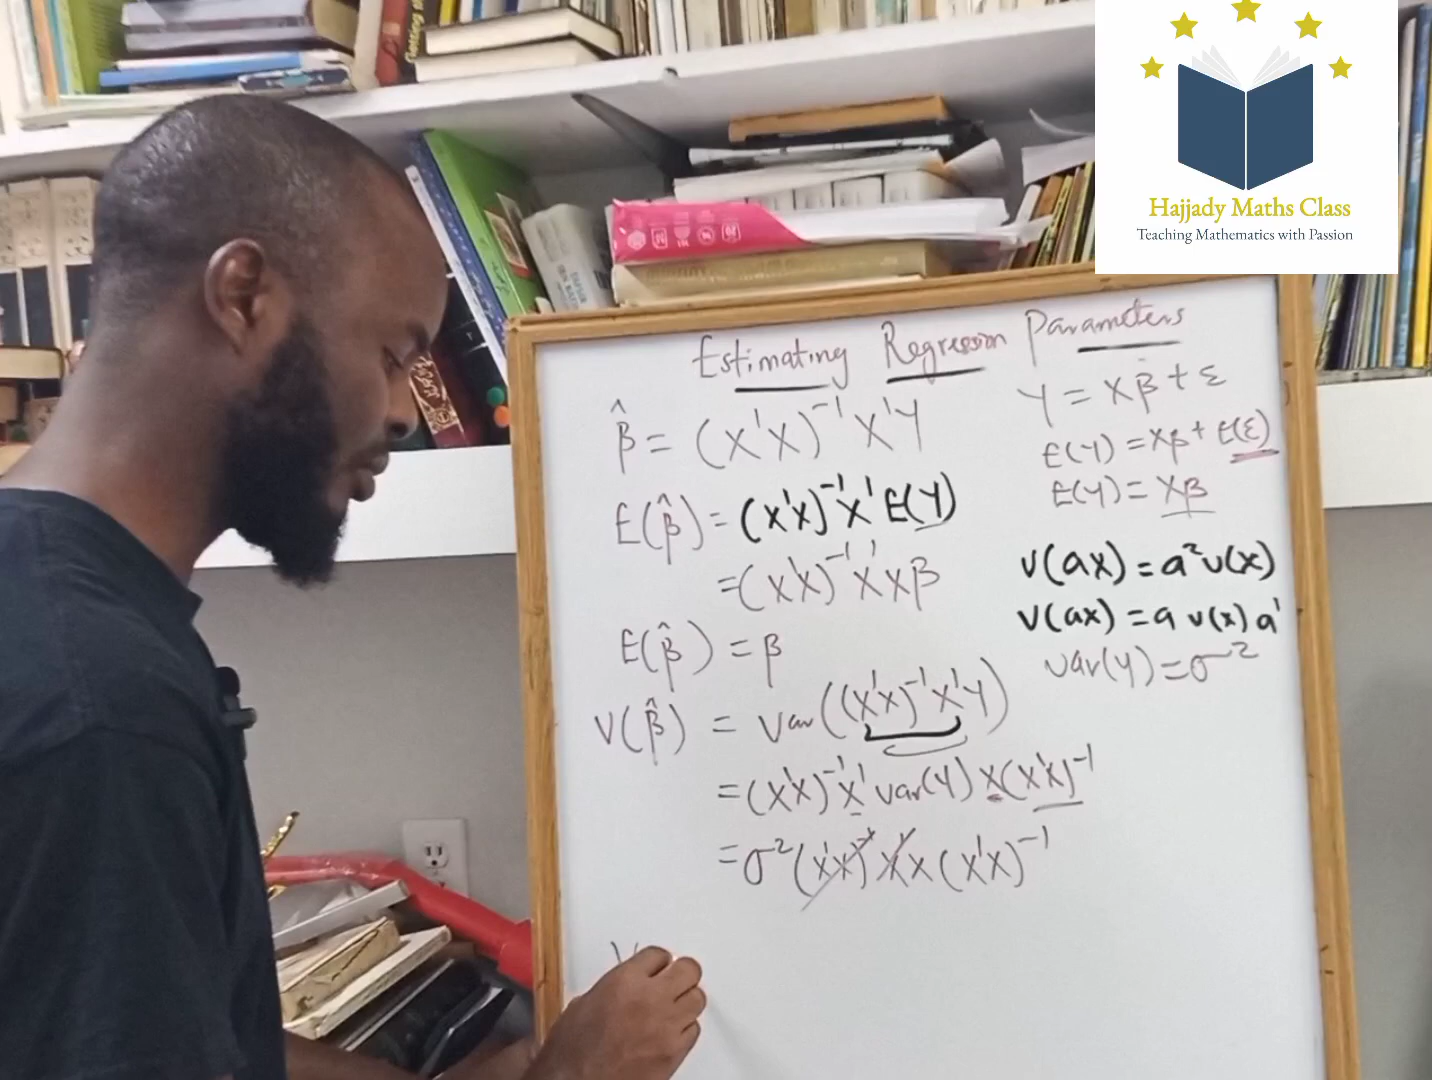 Hajjady Maths Class
Teaching Mathematics with Passion
Estimating Regression Parameters
β̂ = (X'X)⁻¹X'Y
E(β̂) = (X'X)⁻¹X'E(Y)
=(X'X)⁻¹X'Xβ
E(β̂) = β
V(β̂) = Var((X'X)⁻¹X'Y)
=(X'X)⁻¹X'var(Y)X(X'X)⁻¹
=σ²(X'X)⁻¹X'X(X'X)⁻¹
V
Y = Xβ + ε
E(Y) = Xβ + E(ε)
E(Y) = Xβ
V(ax) = a²v(x)
V(ax) = a v(x) a'
Var(Y) = σ²